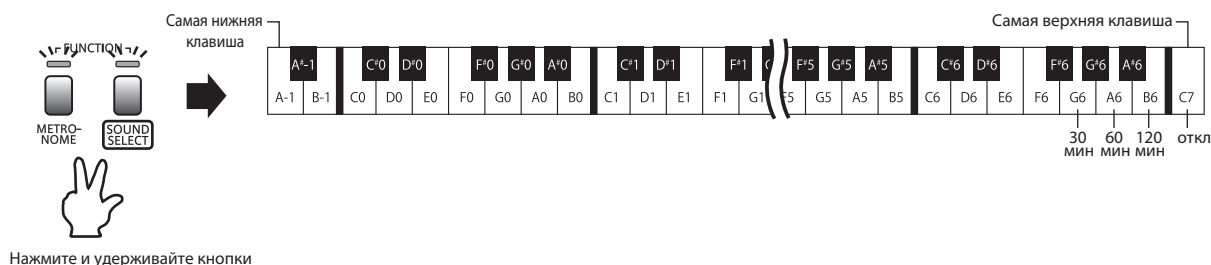 Самая нижняя клавиша
Самая верхняя клавиша
FUNCTION
METRO-
NOME
SOUND
SELECT
A#-1 C#0 D#0 F#0 G#0 A#0 C#1 D#1 F#1 F#5 G#5 A#5 C#6 D#6 F#6 G#6 A#6
A-1 B-1 C0 D0 E0 F0 G0 A0 B0 C1 D1 E1 F1 G1 F5 G5 A5 B5 C6 D6 E6 F6 G6 A6 B6 C7
30 мин
60 мин
120 мин
откл
Нажмите и удерживайте кнопки